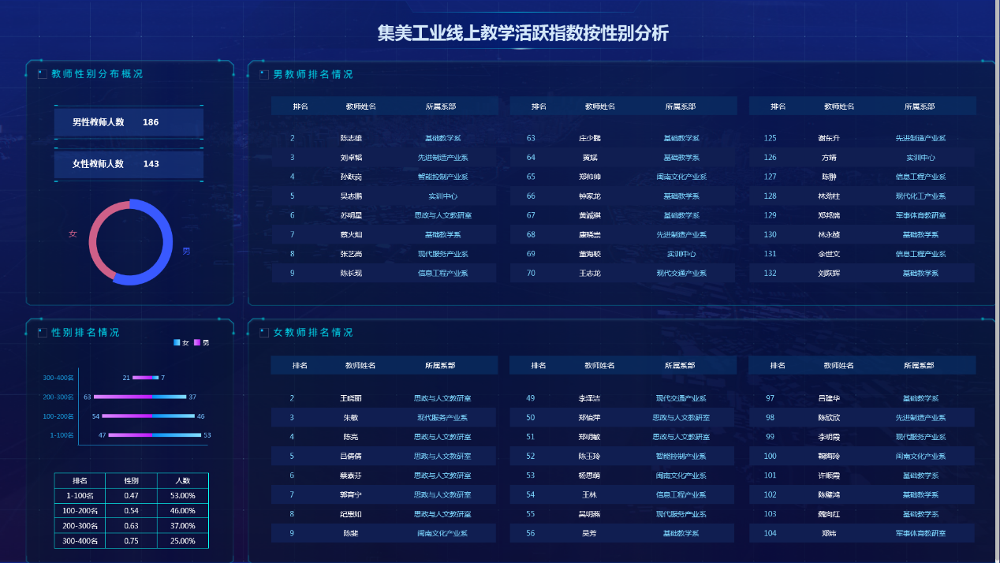 集美工业线上教学活跃指数按性别分析
教师性别分布概况
男性教师人数 186
女性教师人数 143
女
男
男教师排名情况
排名 教师姓名 所属系部 排名 教师姓名 所属系部 排名 教师姓名 所属系部
2 陈志雄 基础教学系 63 庄少鹏 基础教学系 125 谢东升 先进制造产业系
3 刘卓韬 先进制造产业系 64 黄斌 基础教学系 126 方靖 实训中心
4 孙跃岗 智能控制产业系 65 郑帅帅 闽南文化产业系 127 陈翀 信息工程产业系
5 吴志鹏 实训中心 66 钟家龙 基础教学系 128 林劲柱 现代化工产业系
6 苏明星 思政与人文教研室 67 黄诚祺 基础教学系 129 郑邦瑞 军事体育教研室
7 蔡火灿 基础教学系 68 康晓崇 先进制造产业系 130 林永桢 基础教学系
8 张艺高 现代服务产业系 69 董海较 实训中心 131 余世文 信息工程产业系
9 陈长现 信息工程产业系 70 王志龙 现代交通产业系 132 刘跃辉 基础教学系
性别排名情况
女 男
300-400名 21 7
200-300名 63 37
100-200名 54 46
1-100名 47 53
排名 性别 人数
1-100名 0.47 53.00%
100-200名 0.54 46.00%
200-300名 0.63 37.00%
300-400名 0.75 25.00%
女教师排名情况
排名 教师姓名 所属系部 排名 教师姓名 所属系部 排名 教师姓名 所属系部
2 王晓丽 思政与人文教研室 49 李泽洁 现代交通产业系 97 吕建华 基础教学系
3 朱敏 现代服务产业系 50 郑怡萍 思政与人文教研室 98 陈欣欣 先进制造产业系
4 陈亮 思政与人文教研室 51 郑明敏 思政与人文教研室 99 李明霞 现代服务产业系
5 吕倩倩 思政与人文教研室 52 陈玉玲 智能控制产业系 100 鞠海玲 闽南文化产业系
6 蔡素芬 思政与人文教研室 53 杨思萌 闽南文化产业系 101 许顺霞 基础教学系
7 郭育宁 思政与人文教研室 54 王林 信息工程产业系 102 陈鹭鸿 基础教学系
8 纪惠如 思政与人文教研室 55 吴明燕 现代服务产业系 103 魏向红 基础教学系
9 陈斐 闽南文化产业系 56 吴芳 基础教学系 104 郑炜 军事体育教研室